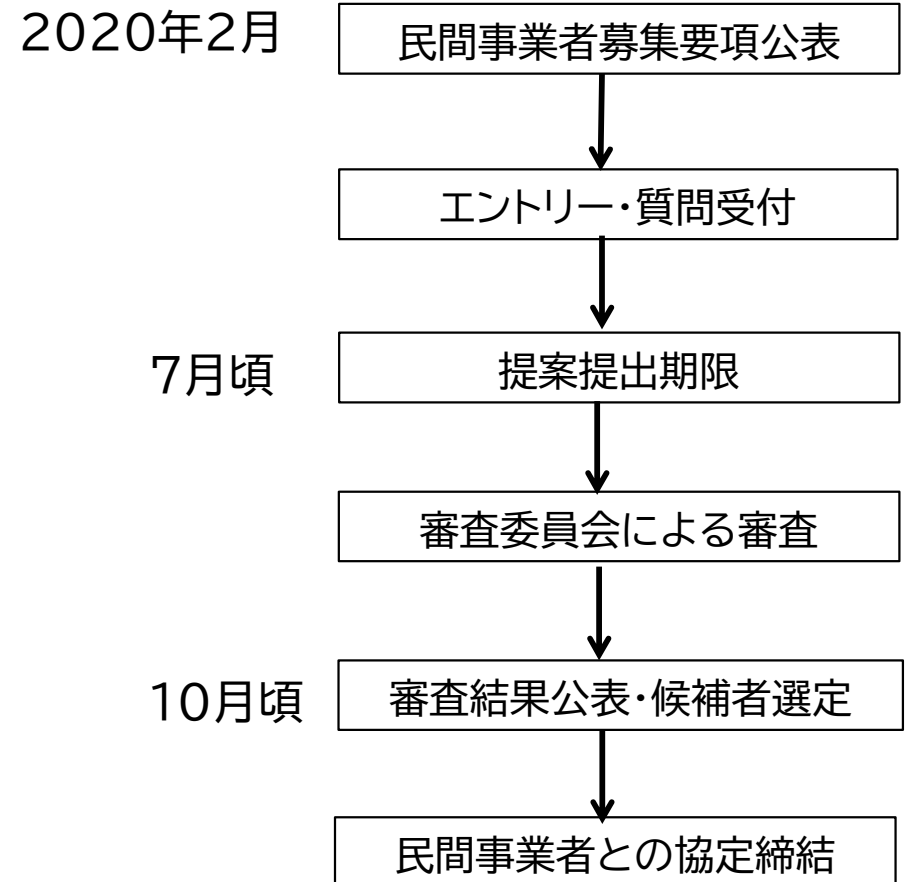 2020年2月
民間事業者募集要項公表
エントリー・質問受付
7月頃
提案提出期限
審査委員会による審査
10月頃
審査結果公表・候補者選定
民間事業者との協定締結